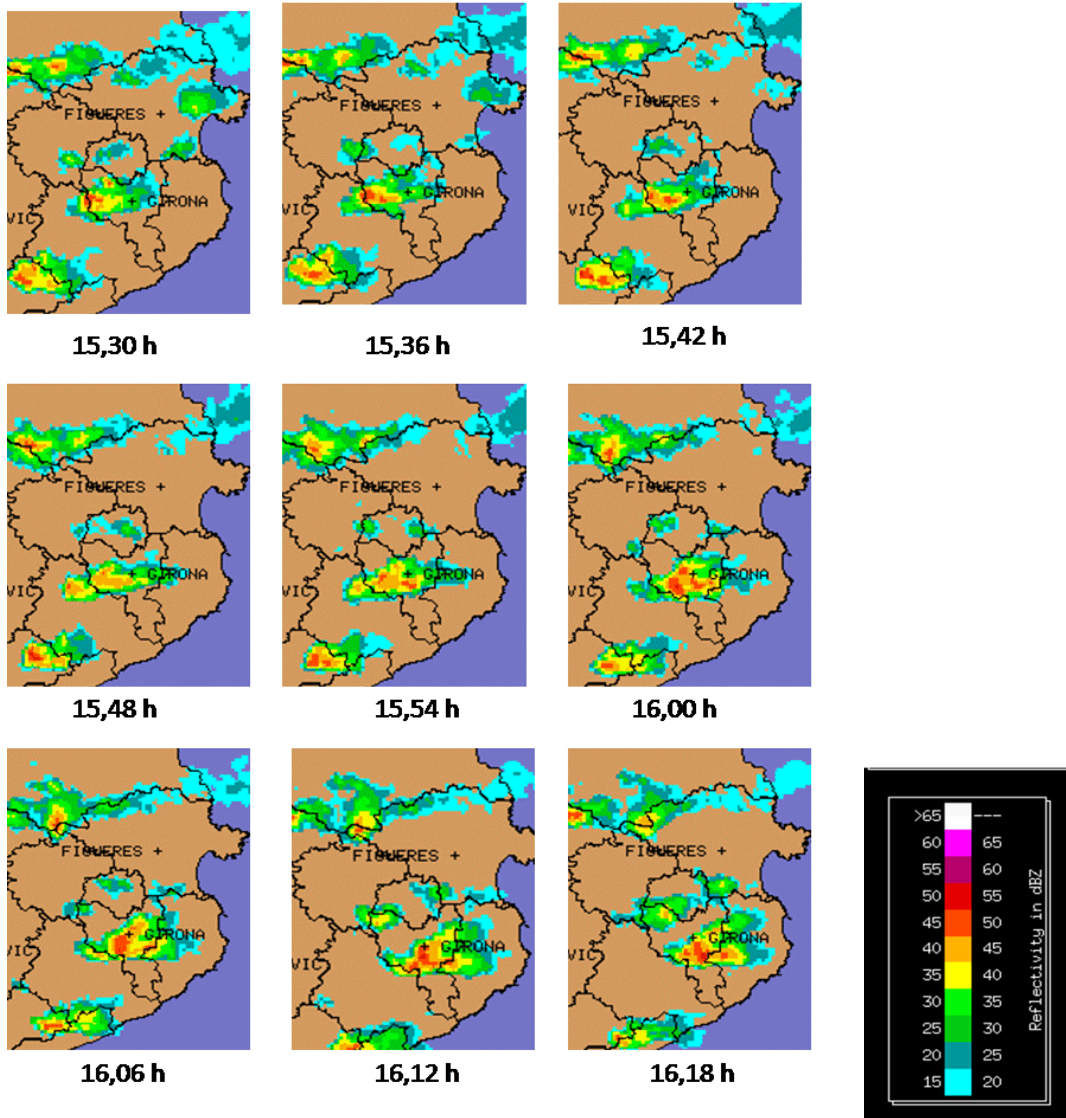 FIGUERES +
VIC
+ GIRONA
15,30 h
FIGUERES +
+ GIRONA
15,36 h
FIGUERES +
VIC
+ GIRONA
15,42 h
FIGUERES +
VIC
+ GIRONA
15,48 h
FIGUERES +
+ GIRONA
15,54 h
FIGUERES +
VIC
+ GIRONA
16,00 h
FIGUERES +
VIC
+ GIRONA
16,06 h
FIGUERES +
+ GIRONA
16,12 h
FIGUERES +
VIC
+ GIRONA
16,18 h
>65 ---
60 65
55 60
50 55
45 50
40 45
35 40
30 35
25 30
20 25
15 20
Reflectivity in dBZ